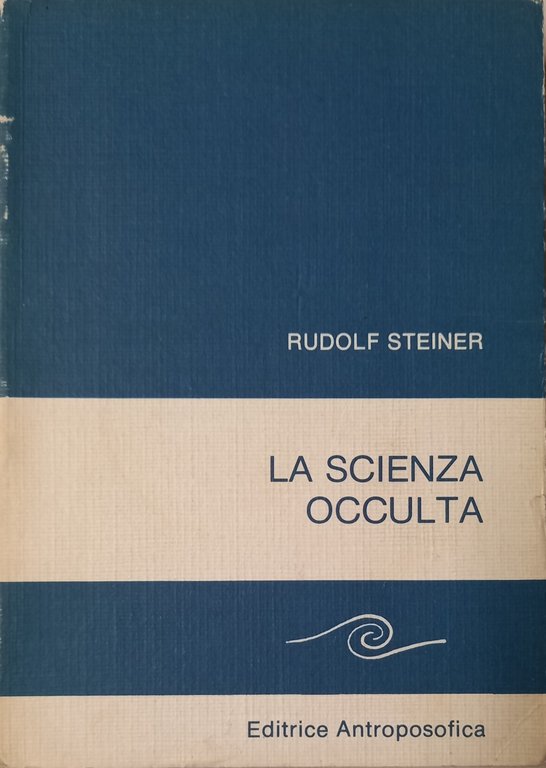 RUDOLF STEINER
LA SCIENZA
OCCULTA
Editrice Antroposofica